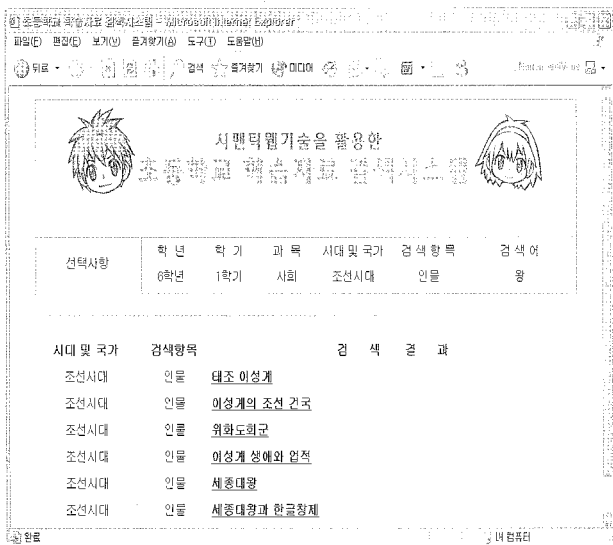 초등학교 학습자료 검색시스템 - Microsoft Internet Explorer
파일(F) 편집(E) 보기(V) 즐겨찾기(A) 도구(T) 도움말(H)
뒤로 검색 즐겨찾기 미디어
시맨틱웹기술을 활용한
초등학교 학습자료 검색시스템
선택사항 학 년 학 기 과 목 시대 및 국가 검색항목 검색어
6학년 1학기 사회 조선시대 인물 왕
시대 및 국가 검색항목 검 색 결 과
조선시대 인물 태조 이성계
조선시대 인물 이성계의 조선 건국
조선시대 인물 위화도회군
조선시대 인물 이성계 생애와 업적
조선시대 인물 세종대왕
조선시대 인물 세종대왕과 한글창제
완료 내 컴퓨터